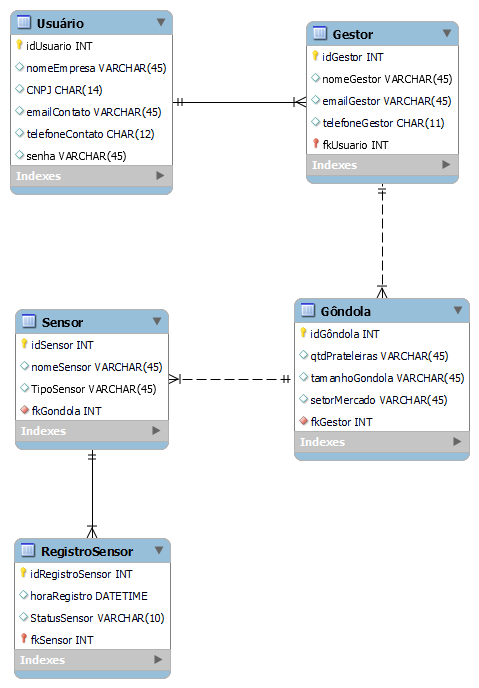 Usuário
idUsuario INT
nomeEmpresa VARCHAR(45)
CNPJ CHAR(14)
emailContato VARCHAR(45)
telefoneContato CHAR(12)
senha VARCHAR(45)
Indexes
Gestor
idGestor INT
nomeGestor VARCHAR(45)
emailGestor VARCHAR(45)
telefoneGestor CHAR(11)
fkUsuario INT
Indexes
Sensor
idSensor INT
nomeSensor VARCHAR(45)
TipoSensor VARCHAR(45)
fkGondola INT
Indexes
Gôndola
idGôndola INT
qtdPrateleiras VARCHAR(45)
tamanhoGondola VARCHAR(45)
setorMercado VARCHAR(45)
fkGestor INT
Indexes
RegistroSensor
idRegistroSensor INT
horaRegistro DATETIME
StatusSensor VARCHAR(10)
fkSensor INT
Indexes